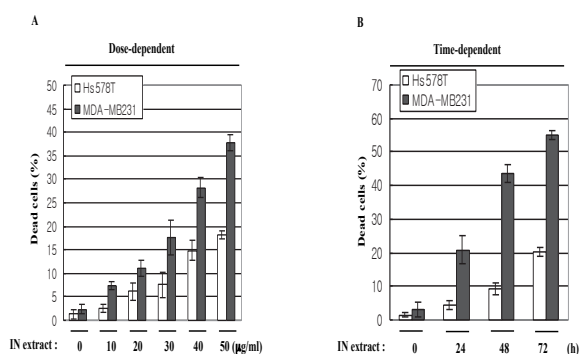 A
Dose-dependent
50
45
40
35
30
25
20
15
10
5
0
Dead cells (%)
Hs578T
MDA-MB231
IN extract : 0 10 20 30 40 50 (μg/ml)
B
Time-dependent
70
60
50
40
30
20
10
0
Dead cells (%)
Hs578T
MDA-MB231
IN extract : 0 24 48 72 (h)